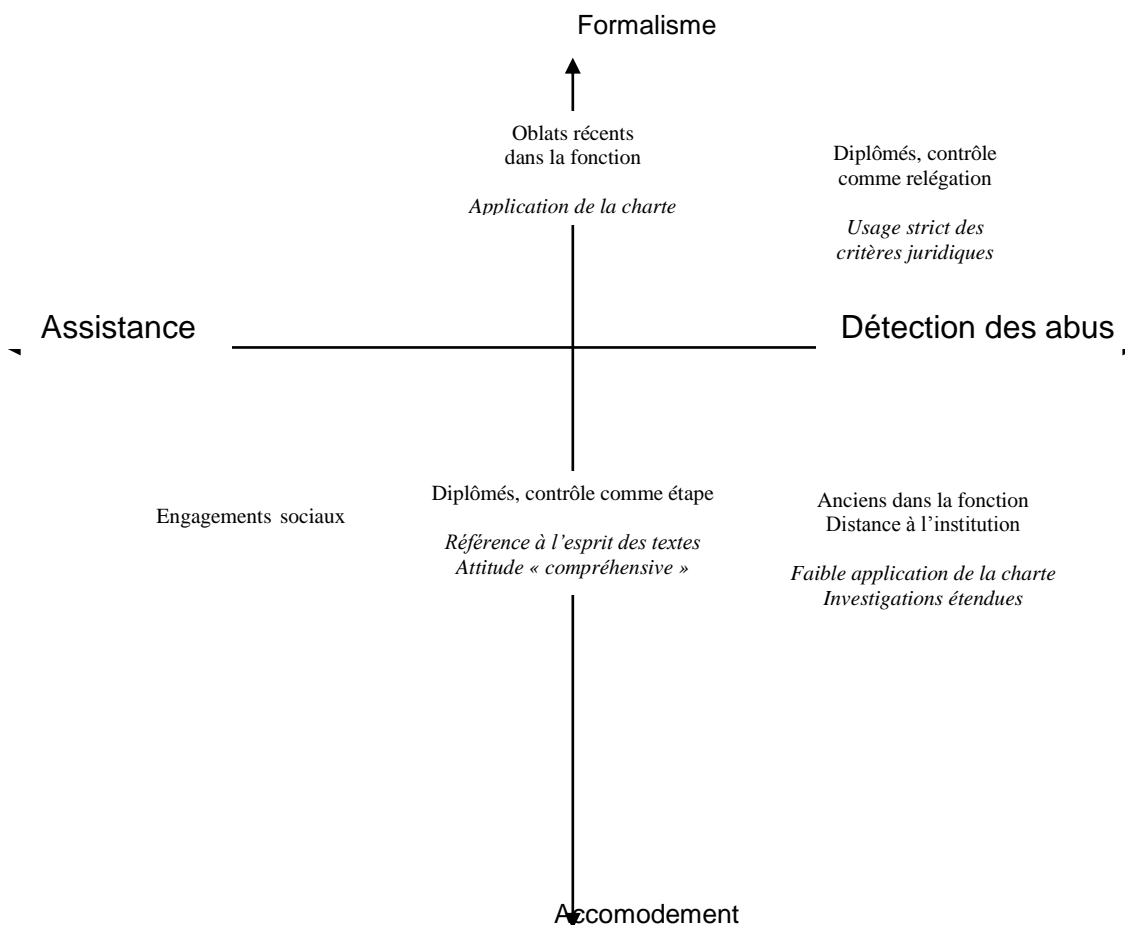 Formalisme
Oblats récents
dans la fonction
Application de la charte
Diplômés, contrôle
comme relégation
Usage strict des
critères juridiques
Assistance
Détection des abus
Engagements sociaux
Diplômés, contrôle comme étape
Référence à l’esprit des textes
Attitude « compréhensive »
Anciens dans la fonction
Distance à l’institution
Faible application de la charte
Investigations étendues
Accomodement